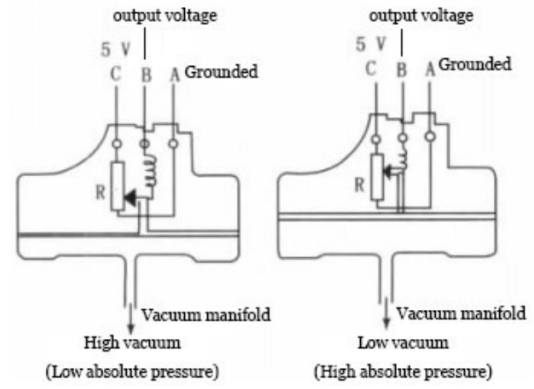 output voltage
5 V
C B A Grounded
R
Vacuum manifold
High vacuum
(Low absolute pressure)
output voltage
5 V
C B A Grounded
R
Vacuum manifold
Low vacuum
(High absolute pressure)